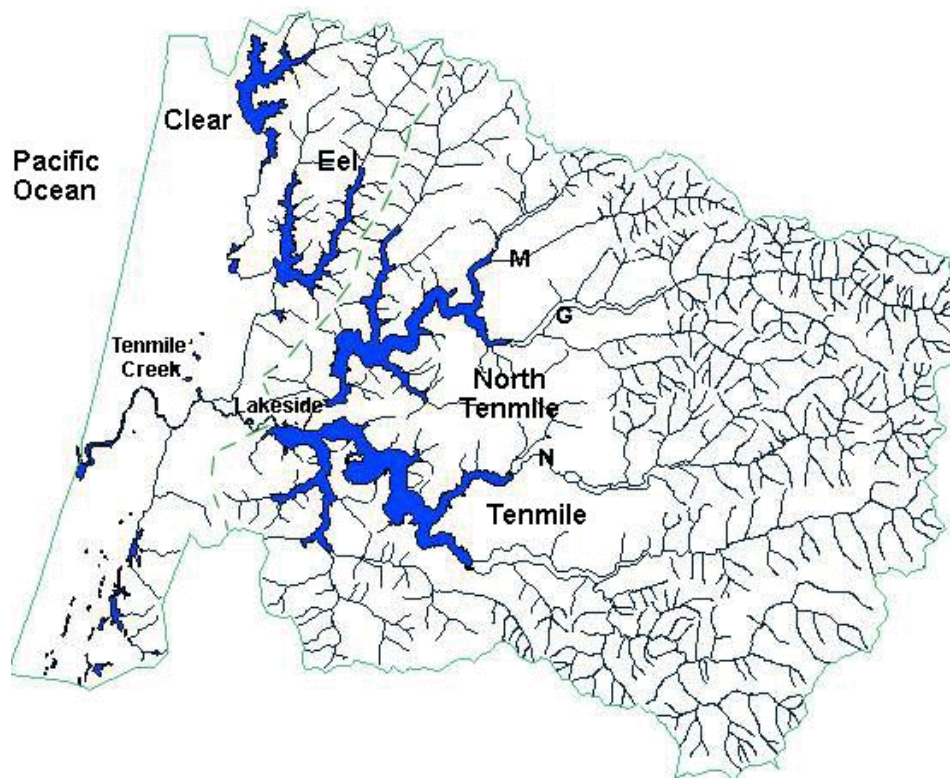 Clear
Pacific
Ocean
Eel
M
G
Tenmile
Creek
North
Tenmile
Lakeside
N
Tenmile